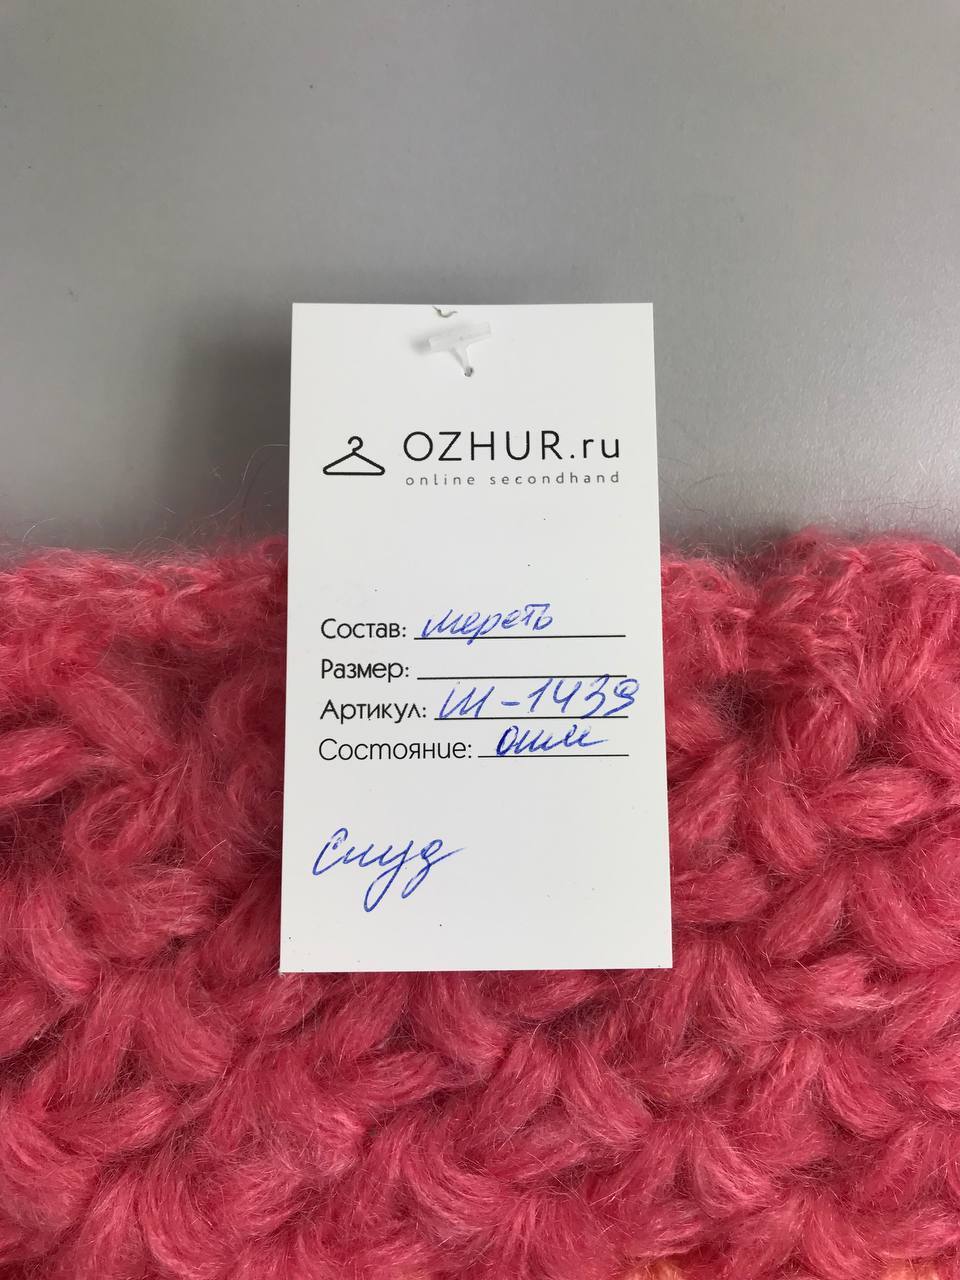 OZHUR.ru
online secondhand
Состав: шерсть
Размер:
Артикул: Ш-1439
Состояние: отл
Снуд